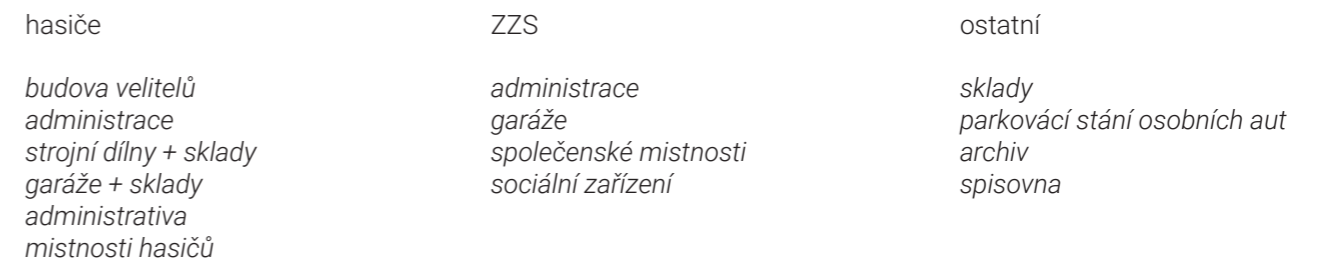 hasiče
budova velitelů
administrace
strojní dílny + sklady
garáže + sklady
administrativa
mistnosti hasičů
ZZS
administrace
garáže
společenské mistnosti
sociální zařízení
ostatní
sklady
parkovácí stání osobních aut
archiv
spisovna